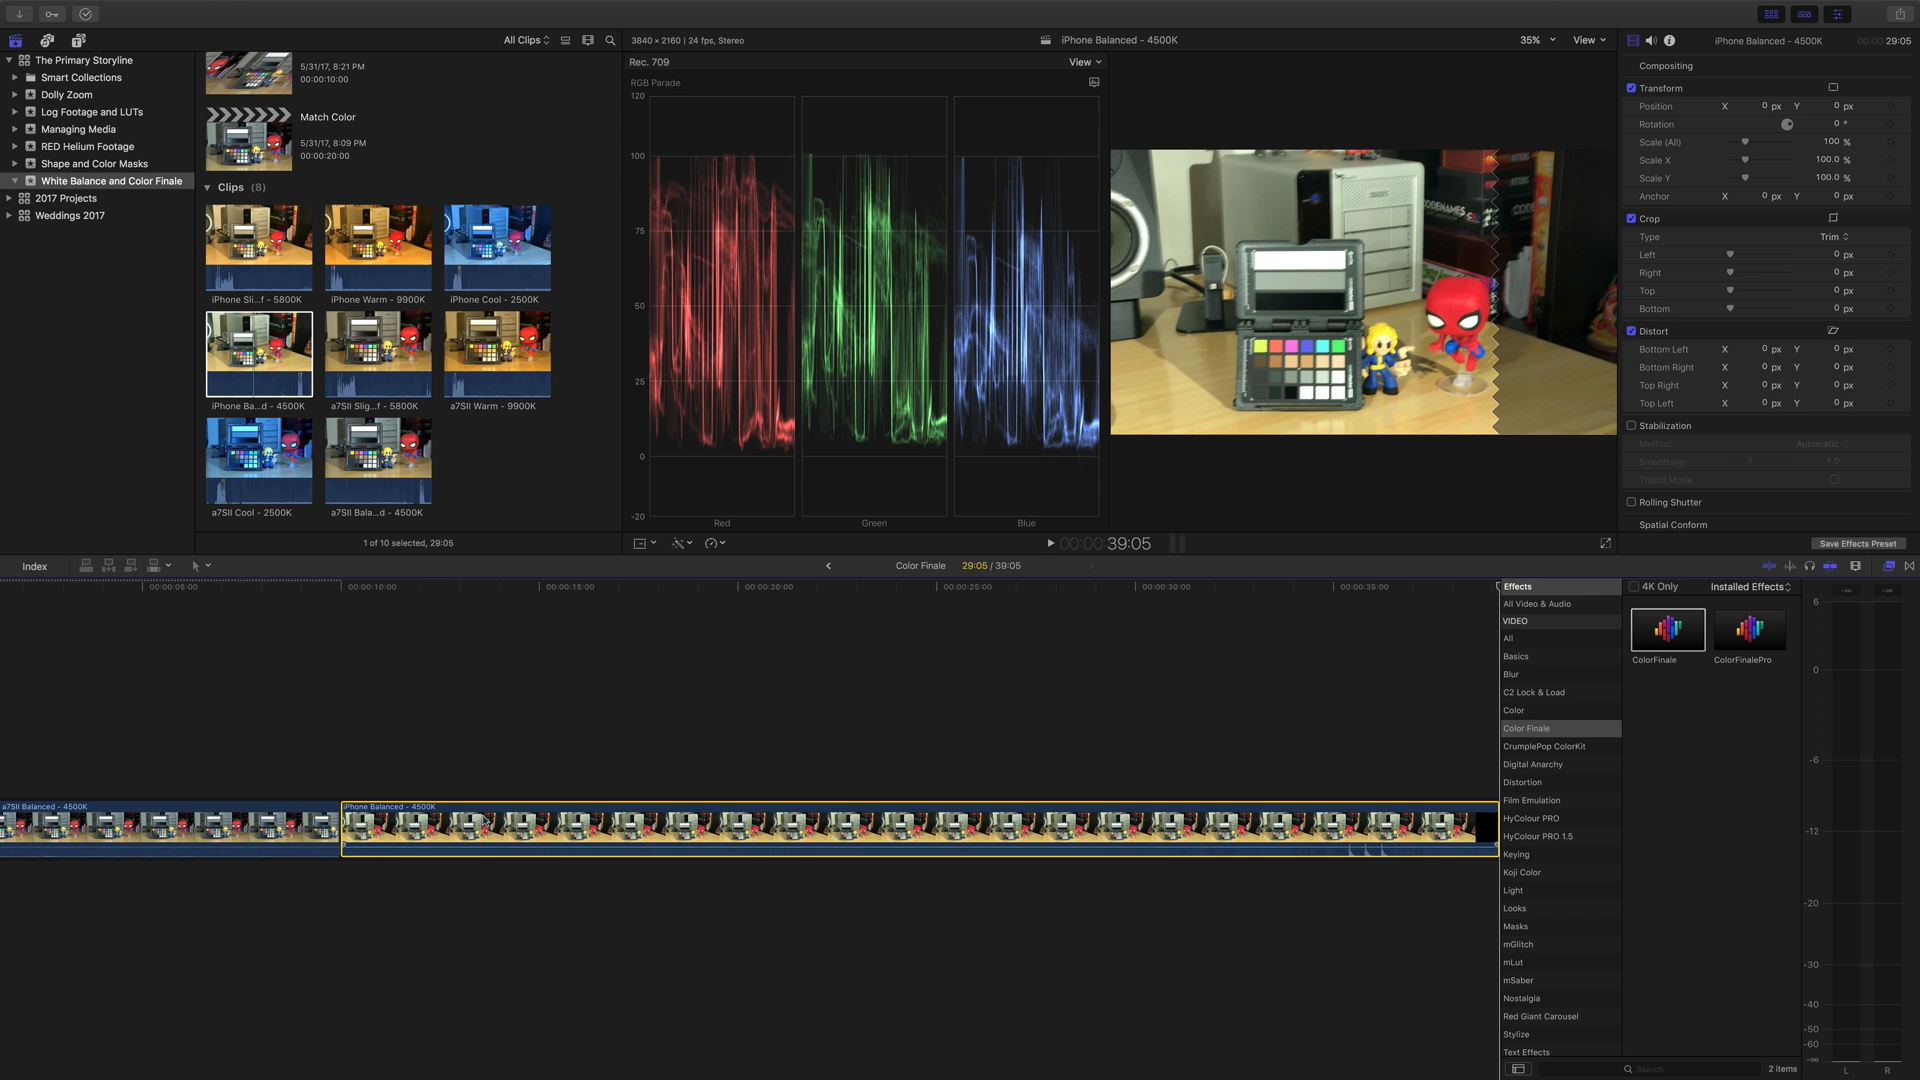 All Clips
3840 × 2160 | 24 fps, Stereo
iPhone Balanced - 4500K
35%
View
iPhone Balanced - 4500K
00:00:29:05
The Primary Storyline
Smart Collections
Dolly Zoom
Log Footage and LUTs
Managing Media
RED Helium Footage
Shape and Color Masks
White Balance and Color Finale
2017 Projects
Weddings 2017
5/31/17, 8:21 PM
00:00:10:00
Match Color
5/31/17, 8:09 PM
00:00:20:00
Clips (8)
iPhone Sli...f - 5800K
iPhone Warm - 9900K
iPhone Cool - 2500K
iPhone Ba...d - 4500K
a7SII Slig...f - 5800K
a7SII Warm - 9900K
a7SII Cool - 2500K
a7SII Bala...d - 4500K
1 of 10 selected, 29:05
Rec. 709
View
RGB Parade
120
100
75
50
25
0
-20
Red
Green
Blue
CODENAMES
CODE
00:00:39:05
Compositing
Transform
Position X 0 px Y 0 px
Rotation 0 °
Scale (All) 100 %
Scale X 100.0 %
Scale Y 100.0 %
Anchor X 0 px Y 0 px
Crop
Type Trim
Left 0 px
Right 0 px
Top 0 px
Bottom 0 px
Distort
Bottom Left X 0 px Y 0 px
Bottom Right X 0 px Y 0 px
Top Right X 0 px Y 0 px
Top Left X 0 px Y 0 px
Stabilization
Method Automatic
Smoothing 1.0
Tripod Mode
Rolling Shutter
Spatial Conform
Save Effects Preset
Index
Color Finale
29:05 / 39:05
00:00:05:00
00:00:10:00
00:00:15:00
00:00:20:00
00:00:25:00
00:00:30:00
00:00:35:00
a7SII Balanced - 4500K
iPhone Balanced - 4500K
Effects
4K Only
Installed Effects
All Video & Audio
VIDEO
All
Basics
Blur
C2 Lock & Load
Color
Color Finale
CrumplePop ColorKit
Digital Anarchy
Distortion
Film Emulation
HyColour PRO
HyColour PRO 1.5
Keying
Koji Color
Light
Looks
Masks
mGlitch
mLut
mSaber
Nostalgia
Red Giant Carousel
Stylize
Text Effects
ColorFinale
ColorFinalePro
Search
2 items
-∞
-∞
6
0
-6
-12
-20
-30
-40
-50
-60
-∞
L
R